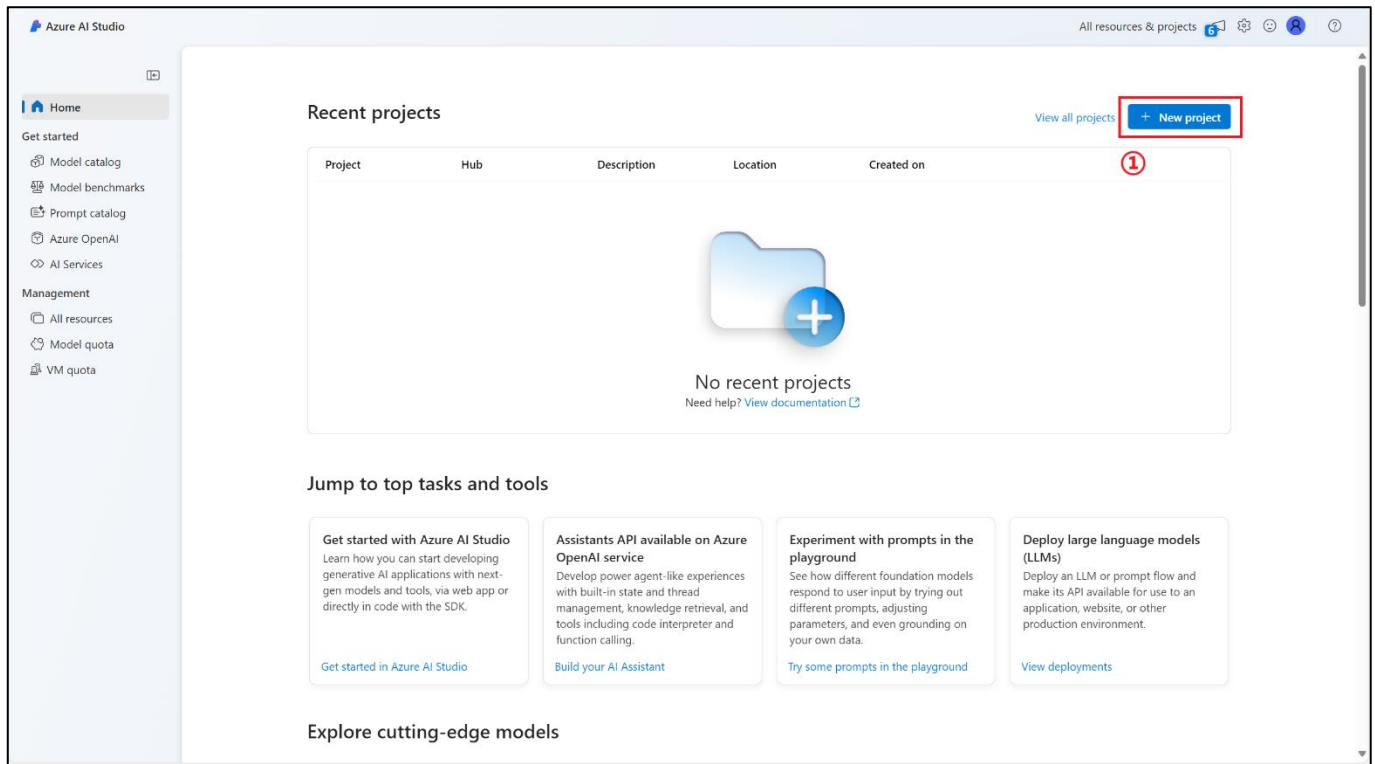 Azure AI Studio
All resources & projects
6
Home
Get started
Model catalog
Model benchmarks
Prompt catalog
Azure OpenAI
AI Services
Management
All resources
Model quota
VM quota
Recent projects
View all projects
+ New project
①
Project Hub Description Location Created on
No recent projects
Need help? View documentation
Jump to top tasks and tools
Get started with Azure AI Studio
Learn how you can start developing
generative AI applications with next-
gen models and tools, via web app or
directly in code with the SDK.
Get started in Azure AI Studio
Assistants API available on Azure
OpenAI service
Develop power agent-like experiences
with built-in state and thread
management, knowledge retrieval, and
tools including code interpreter and
function calling.
Build your AI Assistant
Experiment with prompts in the
playground
See how different foundation models
respond to user input by trying out
different prompts, adjusting
parameters, and even grounding on
your own data.
Try some prompts in the playground
Deploy large language models
(LLMs)
Deploy an LLM or prompt flow and
make its API available for use to an
application, website, or other
production environment.
View deployments
Explore cutting-edge models